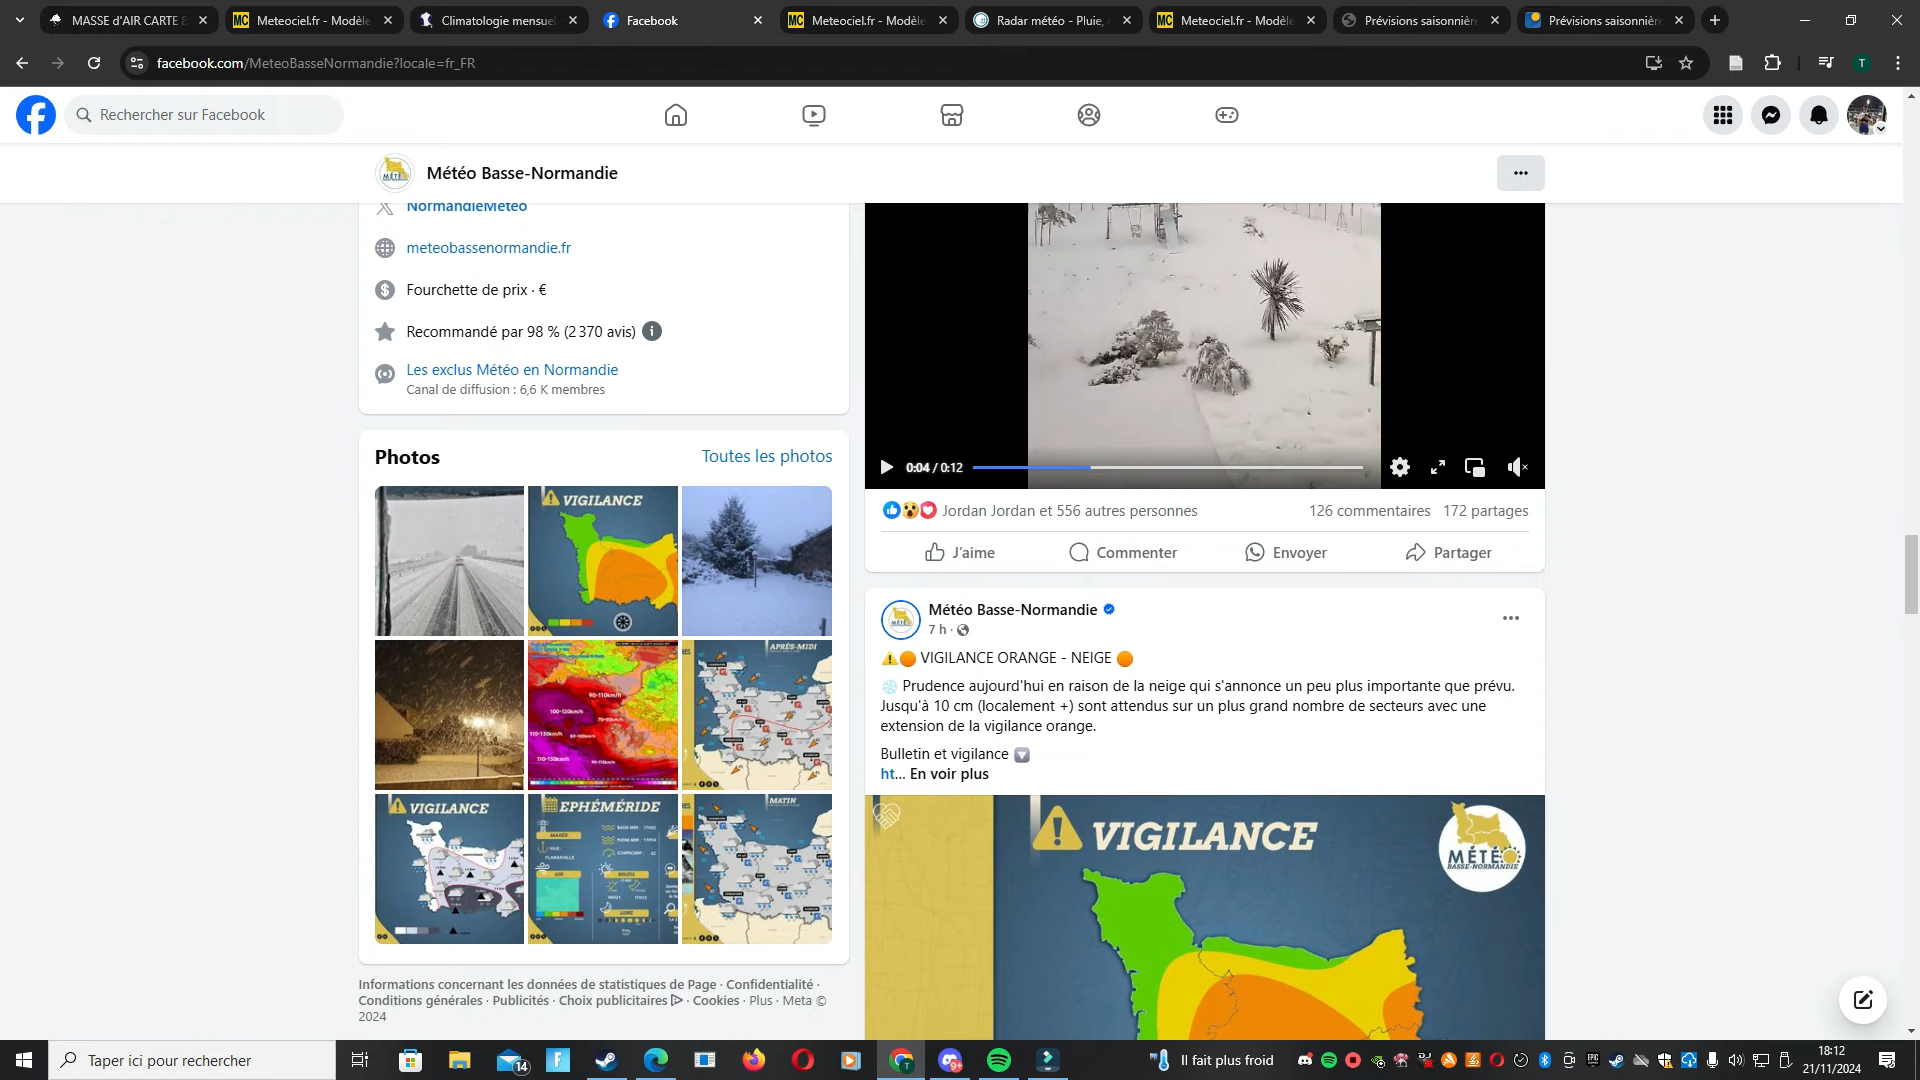 MASSE d'AIR CARTE 8
Meteociel.fr - Modèle
Climatologie mensuel
Facebook
Meteociel.fr - Modèle
Radar météo - Pluie,
Meteociel.fr - Modèle
Prévisions saisonnière
Prévisions saisonnière
facebook.com/MeteoBasseNormandie?locale=fr_FR
T
Rechercher sur Facebook
Météo Basse-Normandie
NormandieMeteo
meteobassenormandie.fr
Fourchette de prix · €
Recommandé par 98 % (2 370 avis)
Les exclus Météo en Normandie
Canal de diffusion : 6,6 K membres
Photos
Toutes les photos
VIGILANCE
90-110km/h
100-120km/h
110-130km/h
APRÈS-MIDI
VIGILANCE
EPHÉMÉRIDE
MATIN
Informations concernant les données de statistiques de Page · Confidentialité ·
Conditions générales · Publicités · Choix publicitaires · Cookies · Plus · Meta ©
2024
0:04 / 0:12
Jordan Jordan et 556 autres personnes
126 commentaires
172 partages
J'aime
Commenter
Envoyer
Partager
Météo Basse-Normandie
7 h ·
VIGILANCE ORANGE - NEIGE
Prudence aujourd'hui en raison de la neige qui s'annonce un peu plus importante que prévu.
Jusqu'à 10 cm (localement +) sont attendus sur un plus grand nombre de secteurs avec une
extension de la vigilance orange.
Bulletin et vigilance
ht... En voir plus
VIGILANCE
MÉTÉO
BASSE-NORMANDIE
Taper ici pour rechercher
14
9+
Il fait plus froid
18:12
21/11/2024